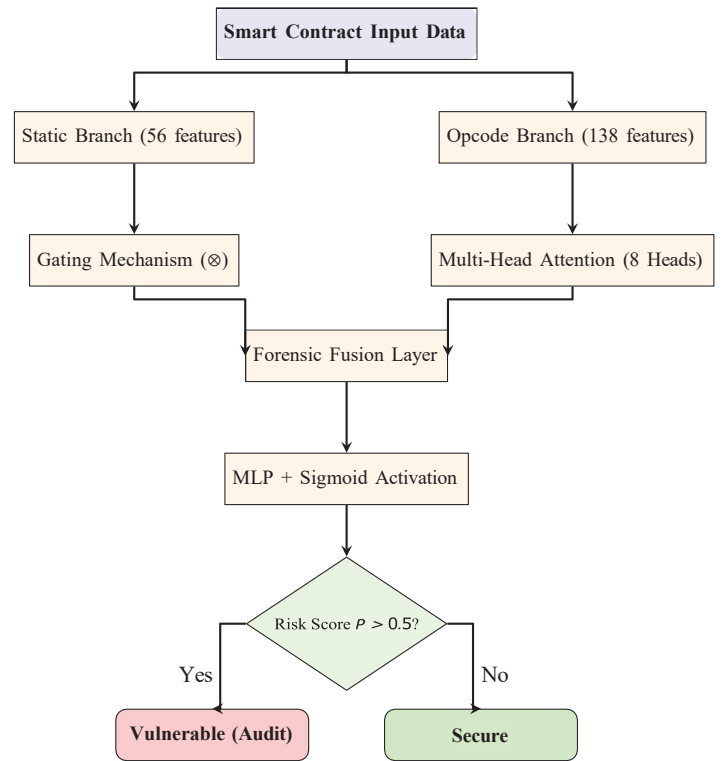 Smart Contract Input Data
Static Branch (56 features)
Opcode Branch (138 features)
Gating Mechanism (⊗)
Multi-Head Attention (8 Heads)
Forensic Fusion Layer
MLP + Sigmoid Activation
Risk Score P > 0.5?
Yes
No
Vulnerable (Audit)
Secure